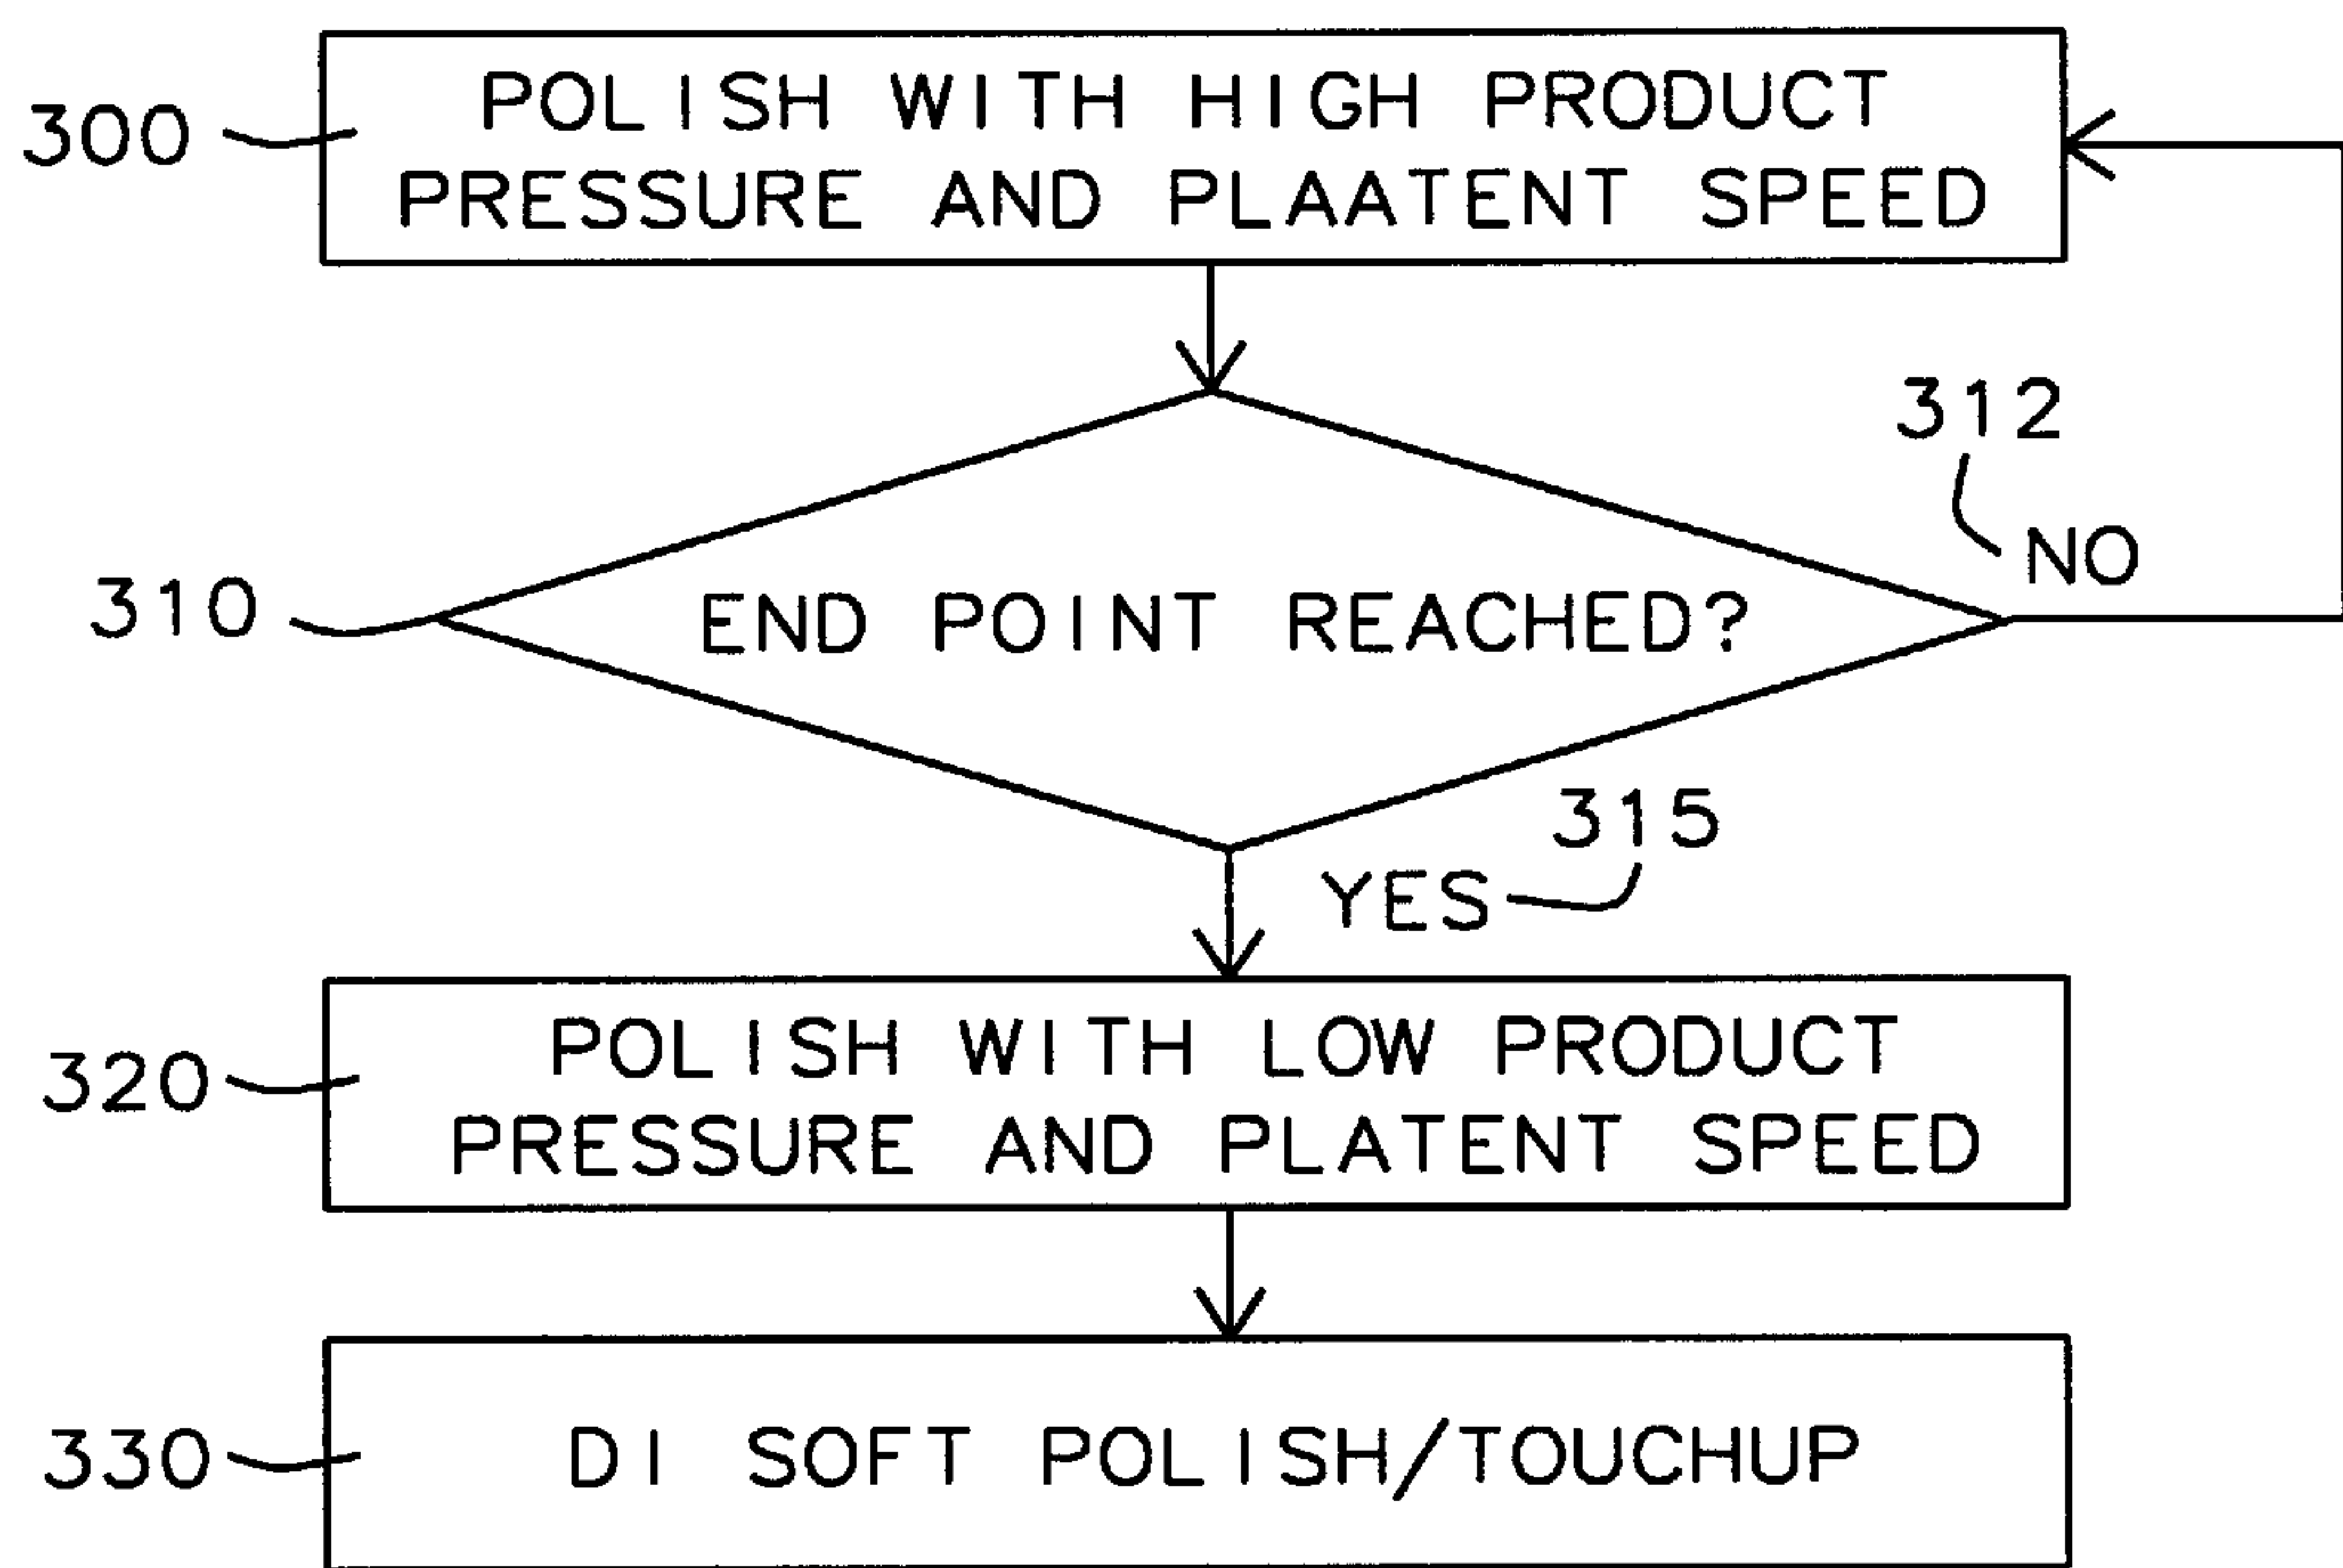 300
POLISH WITH HIGH PRODUCT
PRESSURE AND PLAATENT SPEED
312
NO
310
END POINT REACHED?
315
YES
320
POLISH WITH LOW PRODUCT
PRESSURE AND PLATENT SPEED
330
DI SOFT POLISH/TOUCHUP